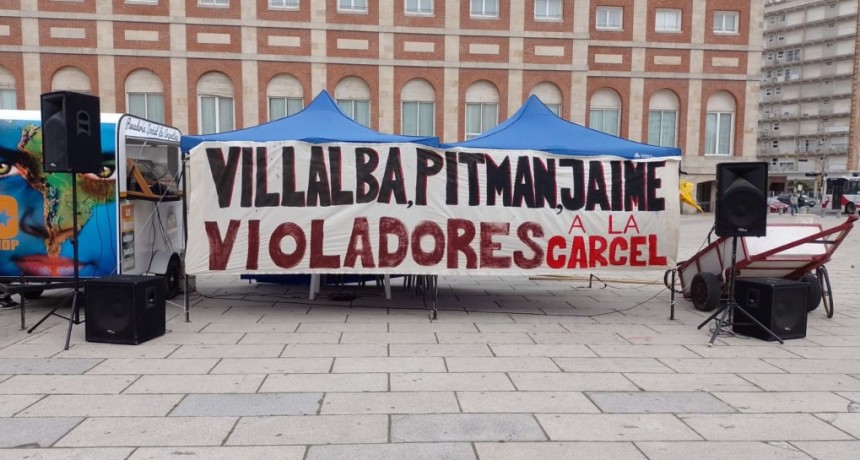 VILLALBA, PITMAN, JAIME
VIOLADORES A LA CARCEL